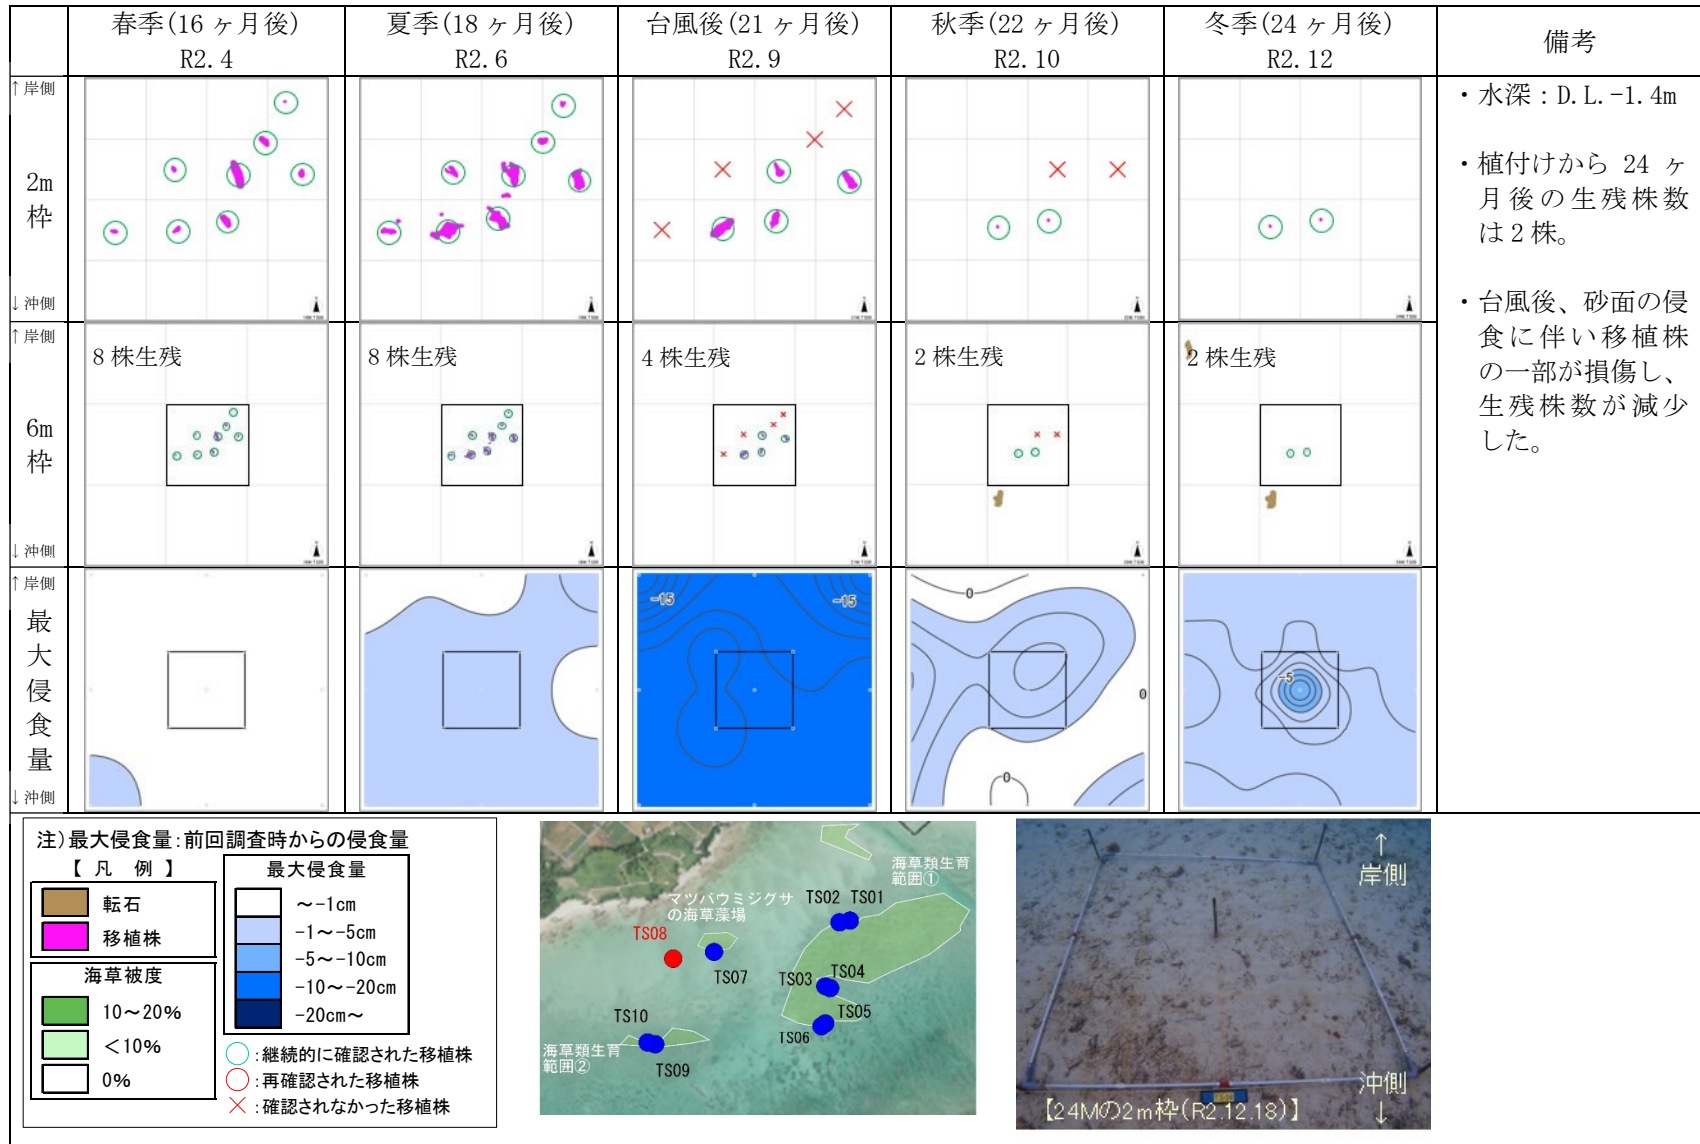 春季(16 ヶ月後)
R2.4
夏季(18 ヶ月後)
R2.6
台風後(21 ヶ月後)
R2.9
秋季(22 ヶ月後)
R2.10
冬季(24 ヶ月後)
R2.12
備考
↑岸側
2m
枠
↓沖側
・水深：D.L.-1.4m
・植付けから 24 ヶ
月後の生残株数
は 2 株。
・台風後、砂面の侵
食に伴い移植株
の一部が損傷し、
生残株数が減少
した。
↑岸側
6m
枠
↓沖側
8 株生残
8 株生残
4 株生残
2 株生残
2 株生残
↑岸側
最
大
侵
食
量
↓沖側
-15
-15
0
0
0
-5
注）最大侵食量：前回調査時からの侵食量
【 凡 例 】
転石
移植株
海草被度
10～20%
＜10%
0%
最大侵食量
～-1cm
-1～-5cm
-5～-10cm
-10～-20cm
-20cm～
○：継続的に確認された移植株
○：再確認された移植株
×：確認されなかった移植株
海草類生育
範囲①
マツバウミジグサ
の海草藻場
TS02
TS01
TS08
TS07
TS03
TS04
TS05
TS06
TS10
TS09
海草類生育
範囲②
↑
岸側
沖側
↓
【24Mの2m枠(R2.12.18)】